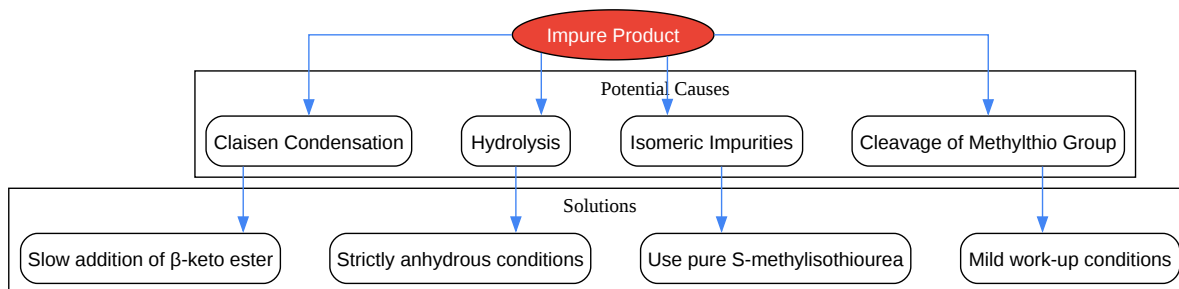 Impure Product
Potential Causes
Claisen Condensation
Hydrolysis
Isomeric Impurities
Cleavage of Methylthio Group
Solutions
Slow addition of β-keto ester
Strictly anhydrous conditions
Use pure S-methylisothiourea
Mild work-up conditions